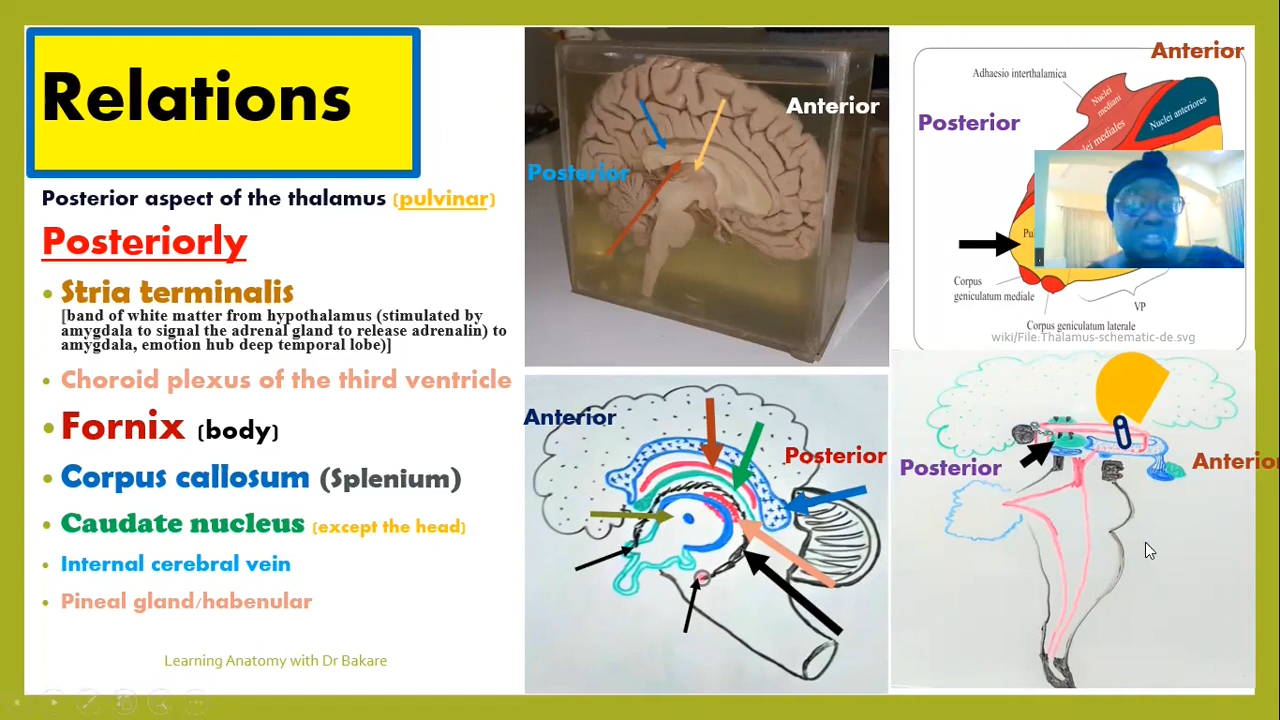 Relations
Posterior aspect of the thalamus (pulvinar)
Posteriorly
• Stria terminalis
[band of white matter from hypothalamus (stimulated by
amygdala to signal the adrenal gland to release adrenalin) to
amygdala, emotion hub deep temporal lobe)]
• Choroid plexus of the third ventricle
• Fornix (body)
• Corpus callosum (Splenium)
• Caudate nucleus (except the head)
• Internal cerebral vein
• Pineal gland/habenular
Learning Anatomy with Dr Bakare
Anterior
Posterior
Anterior
Posterior
Anterior
Adhaesio interthalamica
Posterior
Nuclei
mediani
Nuclei anteriores
mediales
Corpus
geniculatum mediale
VP
Corpus geniculatum laterale
wiki/File:Thalamus-schematic-de.svg
Posterior
Anterior